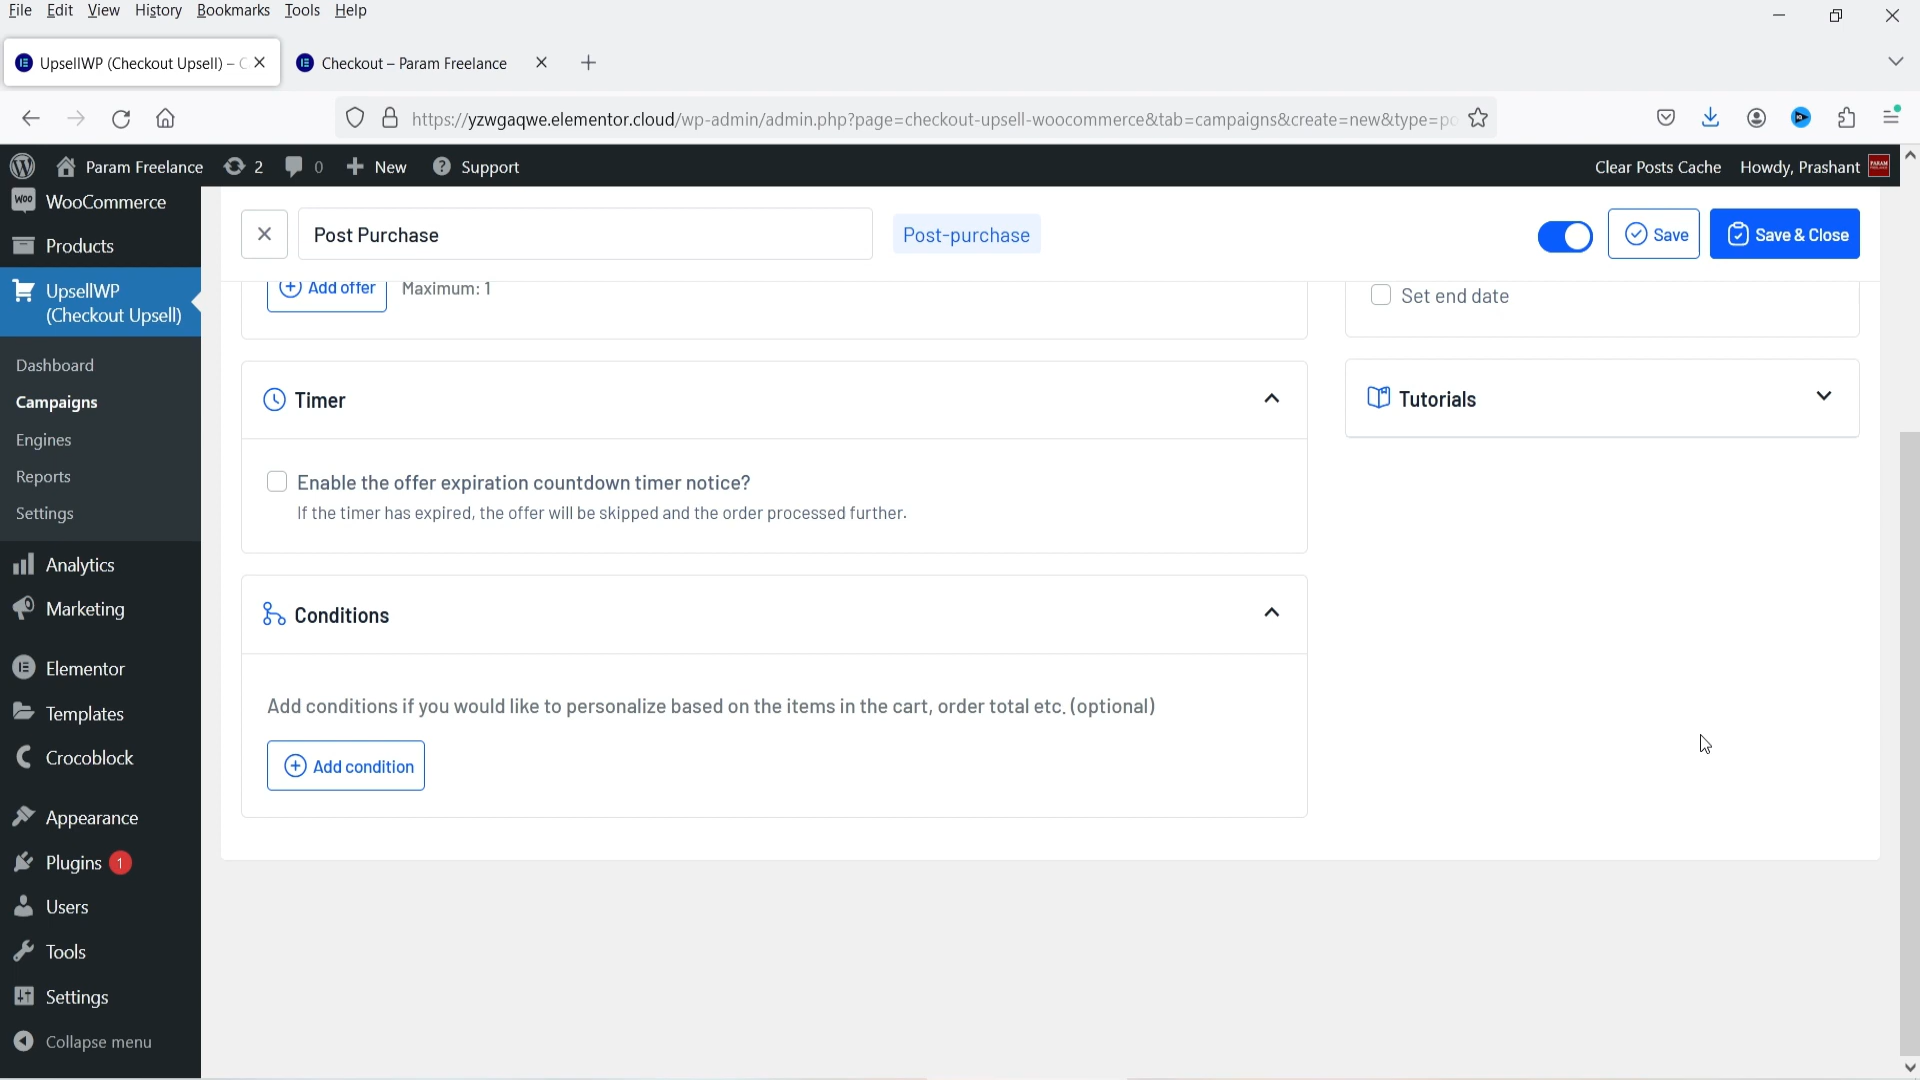 File Edit View History Bookmarks Tools Help
UpsellWP (Checkout Upsell) –
Checkout – Param Freelance
https://yzwgaqwe.elementor.cloud/wp-admin/admin.php?page=checkout-upsell-woocommerce&tab=campaigns&create=new&type=po
Param Freelance 2 0 New Support Clear Posts Cache Howdy, Prashant
WooCommerce
Products
UpsellWP
(Checkout Upsell)
Dashboard
Campaigns
Engines
Reports
Settings
Analytics
Marketing
Elementor
Templates
Crocoblock
Appearance
Plugins 1
Users
Tools
Settings
Collapse menu
Post Purchase Post-purchase Save Save & Close
Add offer Maximum: 1
Set end date
Timer
Enable the offer expiration countdown timer notice?
If the timer has expired, the offer will be skipped and the order processed further.
Tutorials
Conditions
Add conditions if you would like to personalize based on the items in the cart, order total etc. (optional)
Add condition